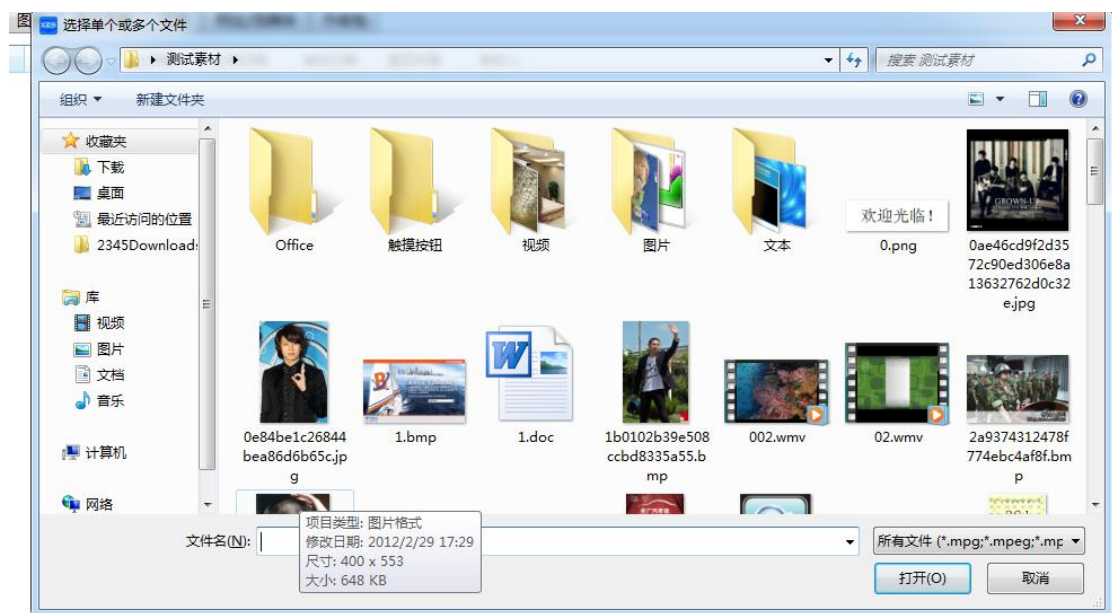 图
选择单个或多个文件
测试素材
搜索 测试素材
组织
新建文件夹
收藏夹
下载
桌面
最近访问的位置
2345Download
库
视频
图片
文档
音乐
计算机
网络
Office
触摸按钮
视频
图片
文本
欢迎光临!
0.png
GROWN-UP
0ae46cd9f2d35
72c90ed306e8a
13632762d0c32
e.jpg
0e84be1c26844
bea86d6b65c.jp
g
1.bmp
W
1.doc
1b0102b39e508
ccbd8335a55.b
mp
002.wmv
02.wmv
2a9374312478f
774ebc4af8f.bm
p
项目类型: 图片格式
修改日期: 2012/2/29 17:29
尺寸: 400 x 553
大小: 648 KB
文件名(N):
所有文件 (*.mpg;*.mpeg;*.mp
打开(O)
取消